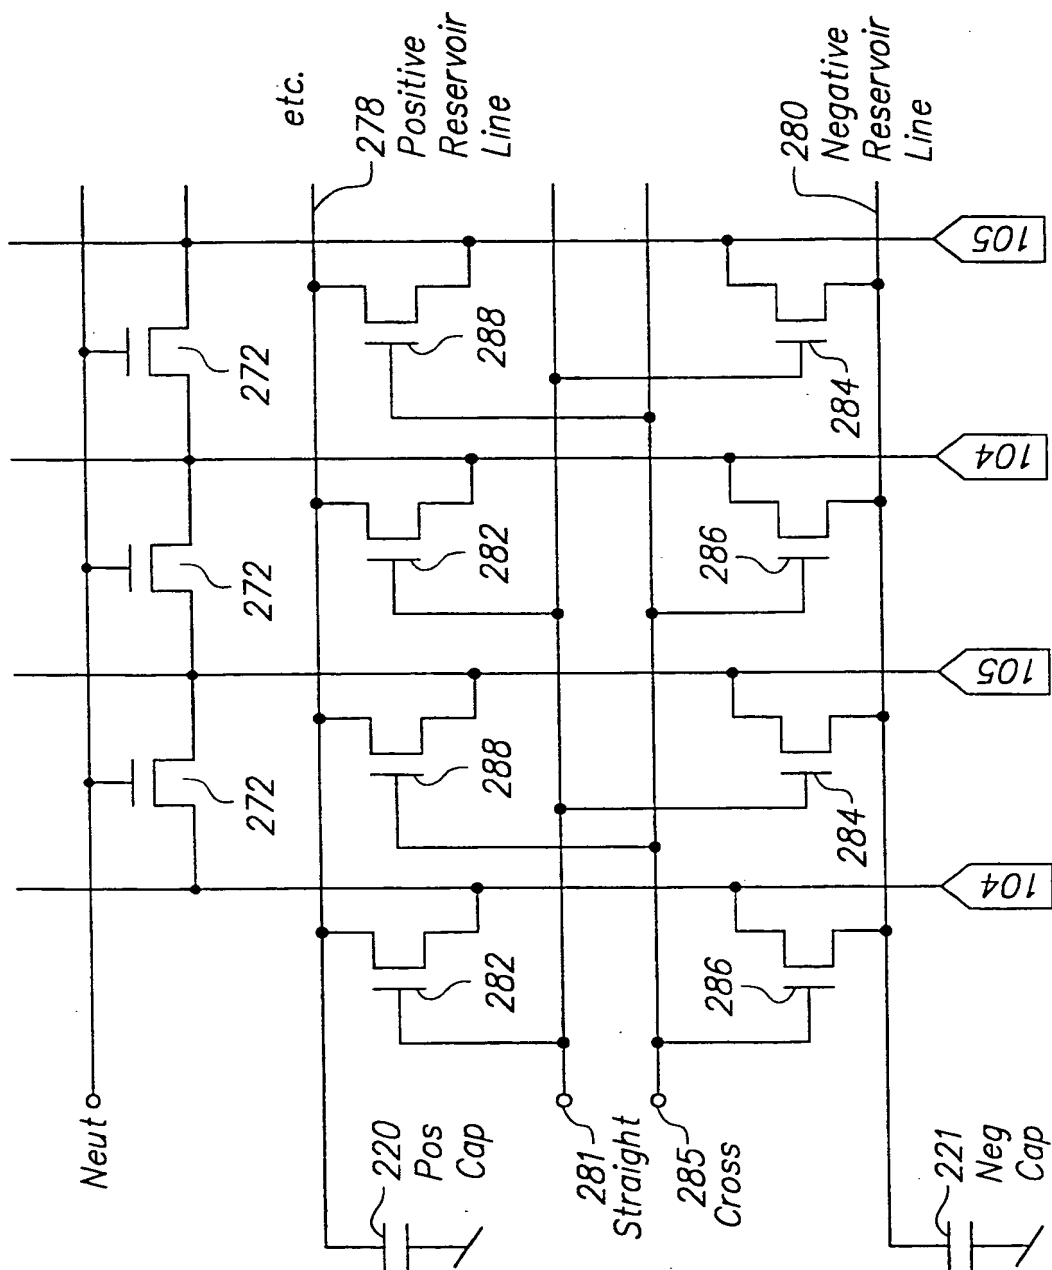 Neut
272
272
272
etc.
278
Positive
Reservoir
Line
220
Pos
Cap
282
288
282
288
281
Straight
285
Cross
286
284
286
284
280
Negative
Reservoir
Line
221
Neg
Cap
104
105
104
105